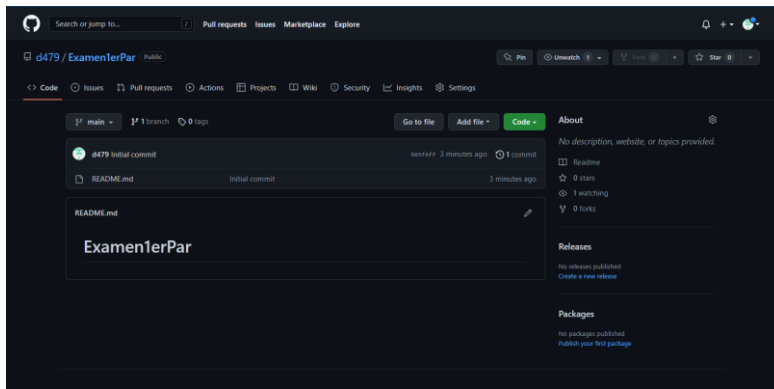 Search or jump to... / Pull requests Issues Marketplace Explore
d479 / Examen1erPar Public Pin Unwatch 1 Fork 0 Star 0
Code Issues Pull requests Actions Projects Wiki Security Insights Settings
main 1 branch 0 tags Go to file Add file Code
d479 Initial commit 3 minutes ago 1 commit
README.md Initial commit 3 minutes ago
README.md
Examen1erPar
About
No description, website, or topics provided.
Readme
0 stars
1 watching
0 forks
Releases
No releases published
Create a new release
Packages
No packages published
Publish your first package